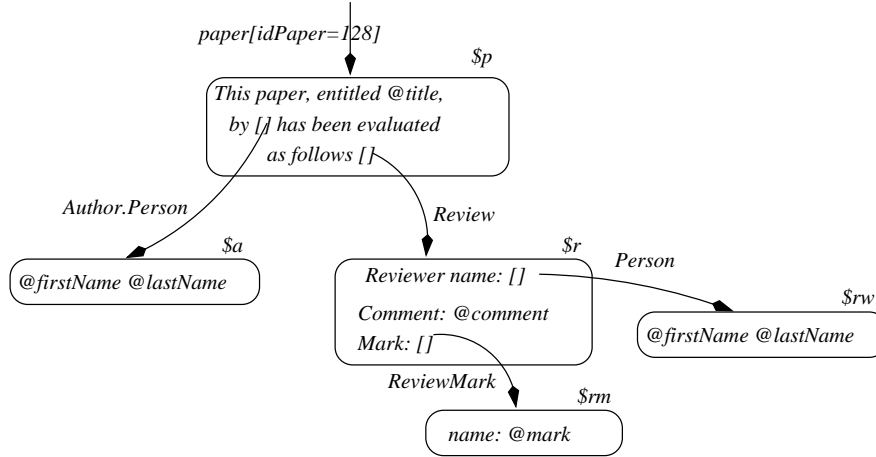 paper[idPaper=128]
$p
This paper, entitled @title,
by [] has been evaluated
as follows []
Author.Person
Review
$a
@firstName @lastName
$r
Reviewer name: []
Comment: @comment
Mark: []
Person
$rw
@firstName @lastName
ReviewMark
$rm
name: @mark